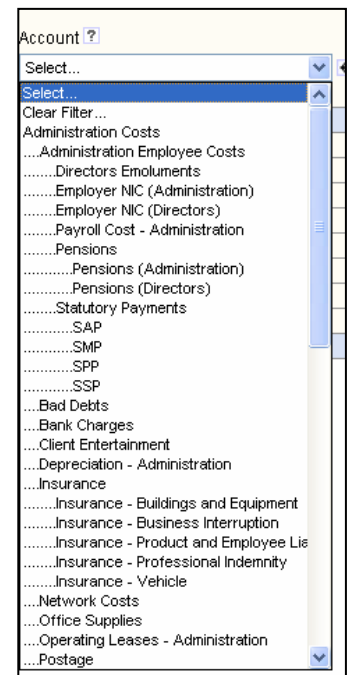 Account ?
Select...
Select...
Clear Filter...
Administration Costs
....Administration Employee Costs
........Directors Emoluments
........Employer NIC (Administration)
........Employer NIC (Directors)
........Payroll Cost - Administration
........Pensions
............Pensions (Administration)
............Pensions (Directors)
........Statutory Payments
............SAP
............SMP
............SPP
............SSP
....Bad Debts
....Bank Charges
....Client Entertainment
....Depreciation - Administration
....Insurance
........Insurance - Buildings and Equipment
........Insurance - Business Interruption
........Insurance - Product and Employee Lia
........Insurance - Professional Indemnity
........Insurance - Vehicle
....Network Costs
....Office Supplies
....Operating Leases - Administration
....Postage